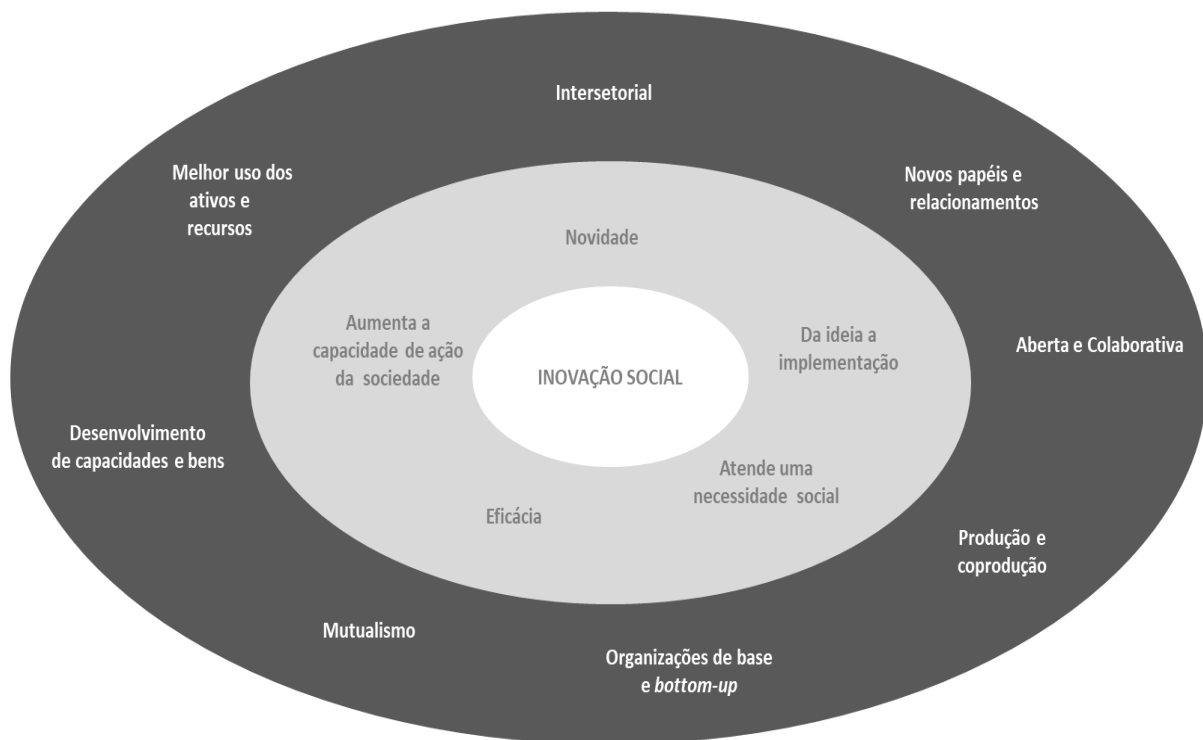 Intersetorial
Melhor uso dos
ativos e
recursos
Novos papéis e
relacionamentos
Novidade
Aumenta a
capacidade de ação
da sociedade
Da ideia a
implementação
Aberta e Colaborativa
INOVAÇÃO SOCIAL
Desenvolvimento
de capacidades e bens
Atende uma
necessidade social
Eficácia
Produção e
coprodução
Mutualismo
Organizações de base
e bottom-up